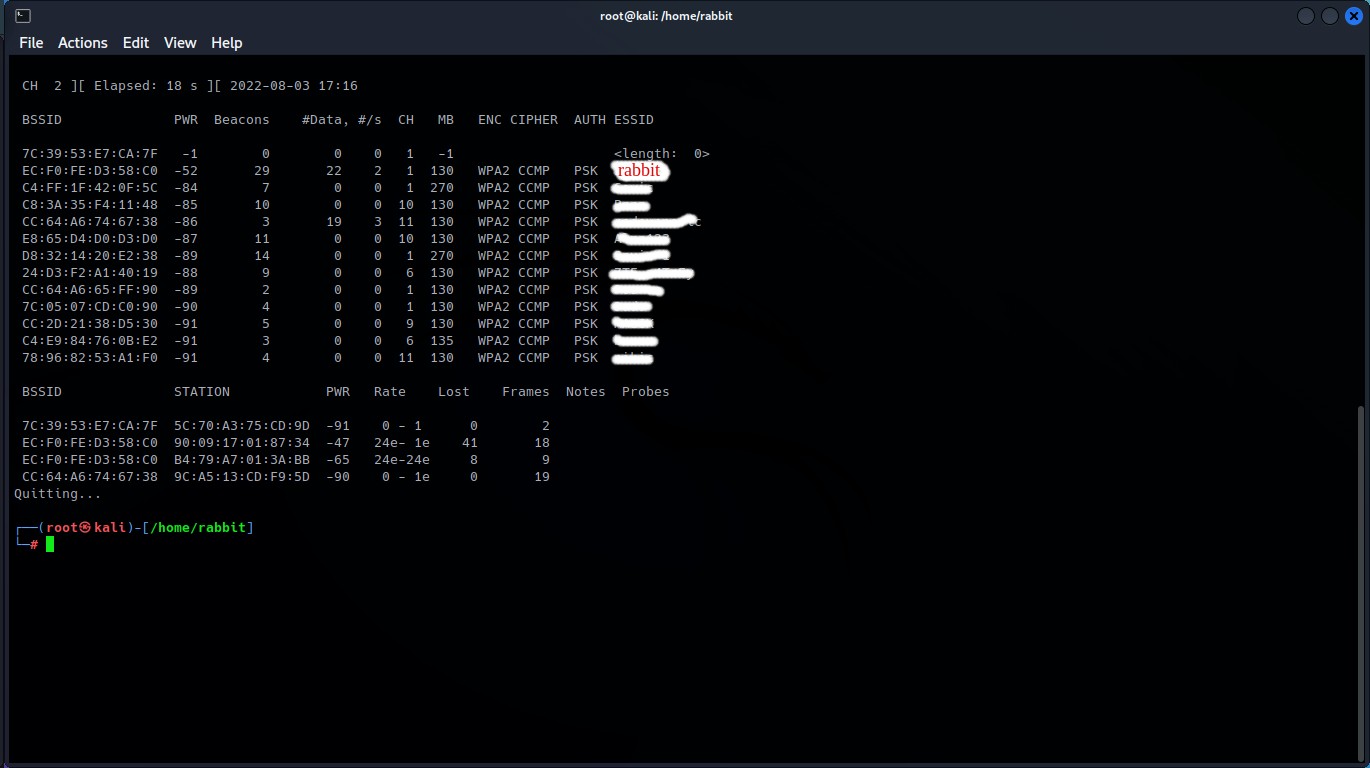 root@kali: /home/rabbit
File Actions Edit View Help
CH 2 ][ Elapsed: 18 s ][ 2022-08-03 17:16
BSSID PWR Beacons #Data, #/s CH MB ENC CIPHER AUTH ESSID
7C:39:53:E7:CA:7F -1 0 0 0 1 -1 <length: 0>
EC:F0:FE:D3:58:C0 -52 29 22 2 1 130 WPA2 CCMP PSK rabbit
C4:FF:1F:42:0F:5C -84 7 0 0 1 270 WPA2 CCMP PSK
C8:3A:35:F4:11:48 -85 10 0 0 10 130 WPA2 CCMP PSK
CC:64:A6:74:67:38 -86 3 19 3 11 130 WPA2 CCMP PSK
E8:65:D4:D0:D3:D0 -87 11 0 0 10 130 WPA2 CCMP PSK
D8:32:14:20:E2:38 -89 14 0 0 1 270 WPA2 CCMP PSK
24:D3:F2:A1:40:19 -88 9 0 0 6 130 WPA2 CCMP PSK
CC:64:A6:65:FF:90 -89 2 0 0 1 130 WPA2 CCMP PSK
7C:05:07:CD:C0:90 -90 4 0 0 1 130 WPA2 CCMP PSK
CC:2D:21:38:D5:30 -91 5 0 0 9 130 WPA2 CCMP PSK
C4:E9:84:76:0B:E2 -91 3 0 0 6 135 WPA2 CCMP PSK
78:96:82:53:A1:F0 -91 4 0 0 11 130 WPA2 CCMP PSK
BSSID STATION PWR Rate Lost Frames Notes Probes
7C:39:53:E7:CA:7F 5C:70:A3:75:CD:9D -91 0 - 1 0 2
EC:F0:FE:D3:58:C0 90:09:17:01:87:34 -47 24e- 1e 41 18
EC:F0:FE:D3:58:C0 B4:79:A7:01:3A:BB -65 24e-24e 8 9
CC:64:A6:74:67:38 9C:A5:13:CD:F9:5D -90 0 - 1e 0 19
Quitting...
┌──(root㉿kali)-[/home/rabbit]
└─#